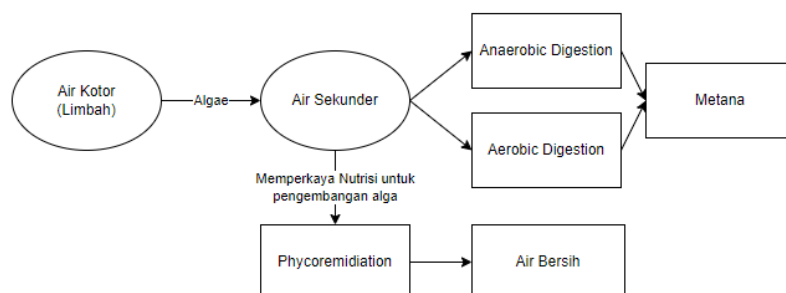 Anaerobic Digestion
Air Kotor
(Limbah)
Algae
Air Sekunder
Metana
Aerobic Digestion
Memperkaya Nutrisi untuk
pengembangan alga
Phycoremidiation
Air Bersih